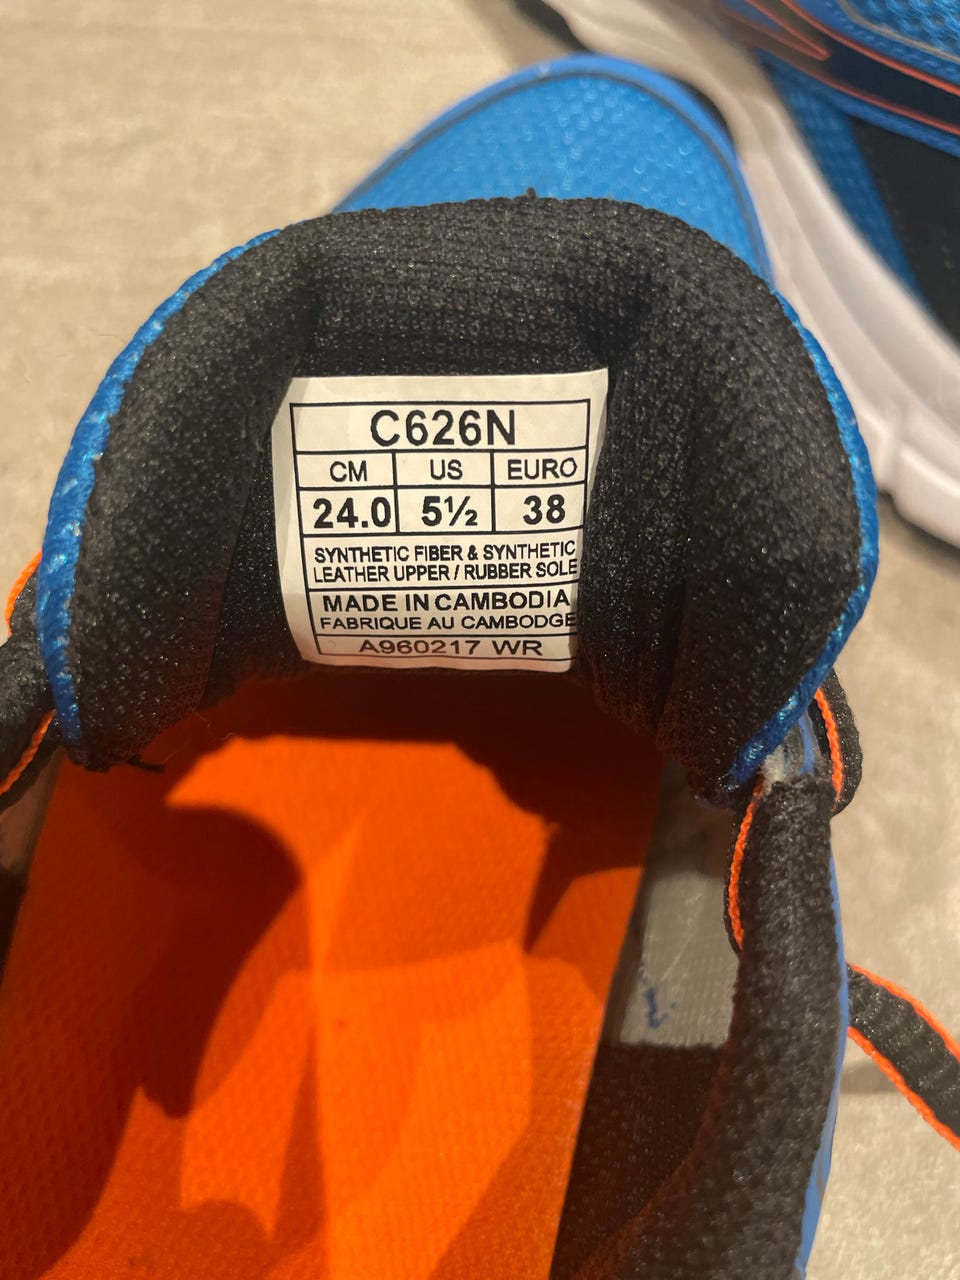 C626N
CM US EURO
24.0 5½ 38
SYNTHETIC FIBER & SYNTHETIC
LEATHER UPPER / RUBBER SOLE
MADE IN CAMBODIA
FABRIQUE AU CAMBODGE
A960217 WR